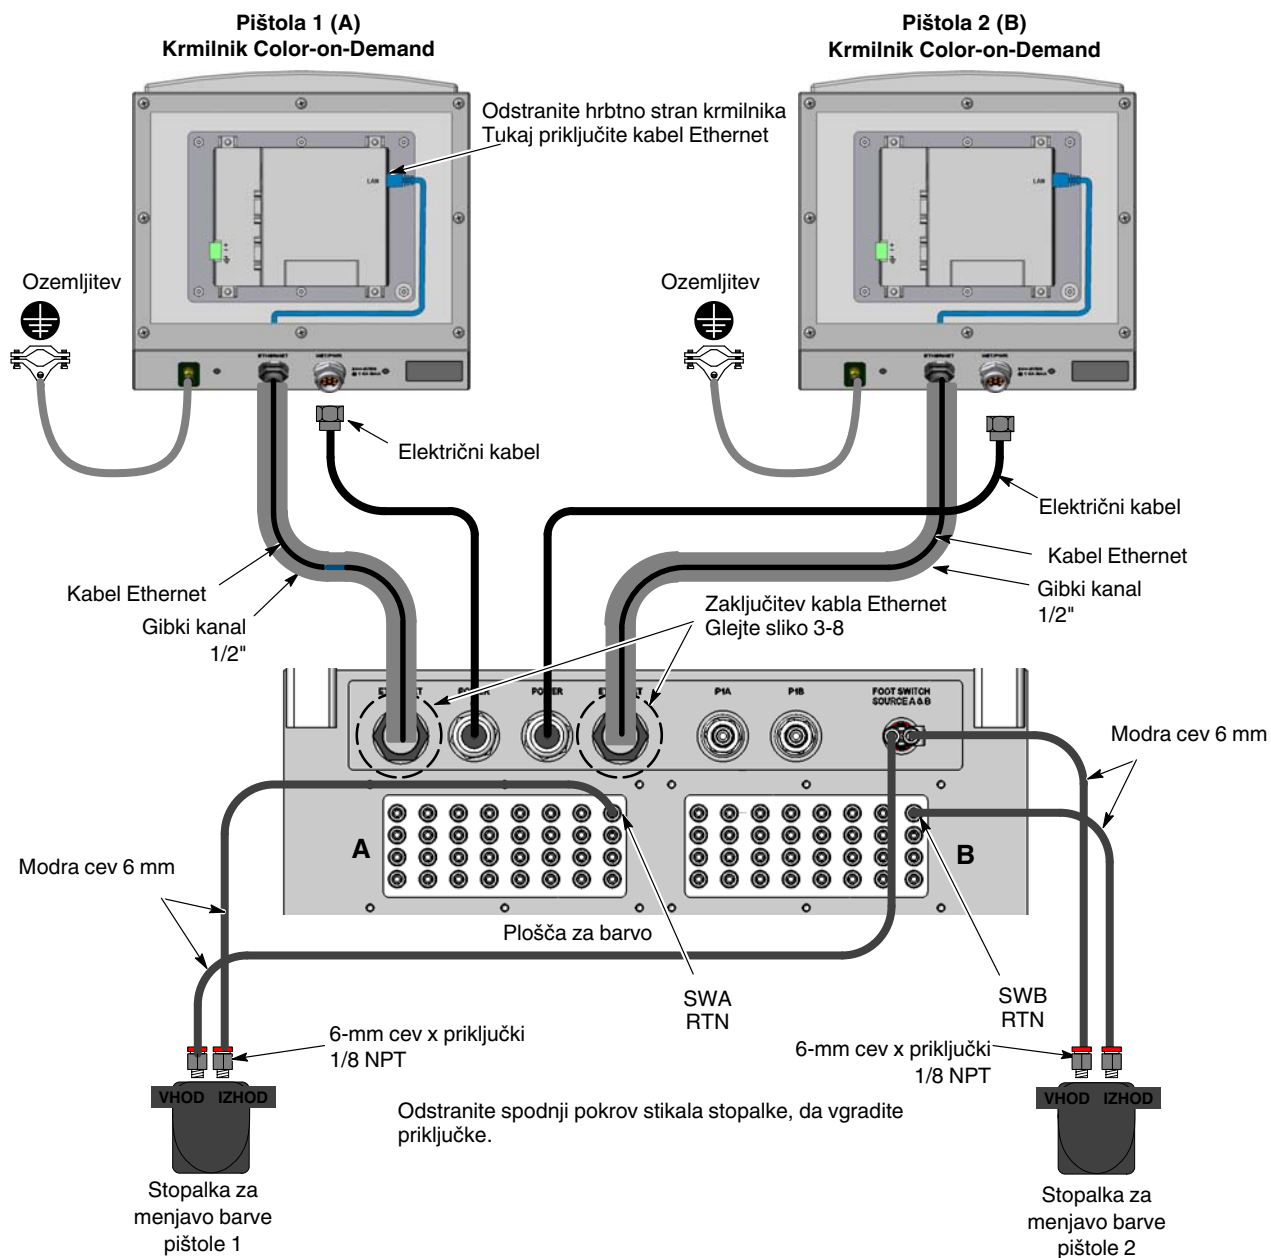 Pištola 1 (A)
Krmilnik Color-on-Demand
Pištola 2 (B)
Krmilnik Color-on-Demand
Odstranite hrbtno stran krmilnika
Tukaj priključite kabel Ethernet
LAN
LAN
Ozemljitev
Ozemljitev
ETHERNET
NET/PWR
ETHERNET
NET/PWR
Električni kabel
Električni kabel
Kabel Ethernet
Gibki kanal
1/2"
Kabel Ethernet
Gibki kanal
1/2"
Zaključitev kabla Ethernet
Glejte sliko 3-8
POWER
POWER
P1A
P1B
FOOT SWITCH
SOURCE A & B
Modra cev 6 mm
A
B
Modra cev 6 mm
Plošča za barvo
SWA
RTN
SWB
RTN
6-mm cev x priključki
1/8 NPT
6-mm cev x priključki
1/8 NPT
VHOD IZHOD
VHOD IZHOD
Odstranite spodnji pokrov stikala stopalke, da vgradite
priključke.
Stopalka za
menjavo barve
pištole 1
Stopalka za
menjavo barve
pištole 2